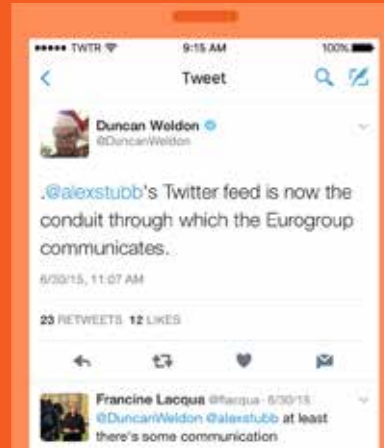 TWTR 9:15 AM 100%
Tweet
Duncan Weldon
@DuncanWeldon
.@alexstubb's Twitter feed is now the
conduit through which the Eurogroup
communicates.
6/30/15, 11:07 AM
23 RETWEETS 12 LIKES
Francine Lacqua @flacqua · 6/30/15
@DuncanWeldon @alexstubb at least
there's some communication